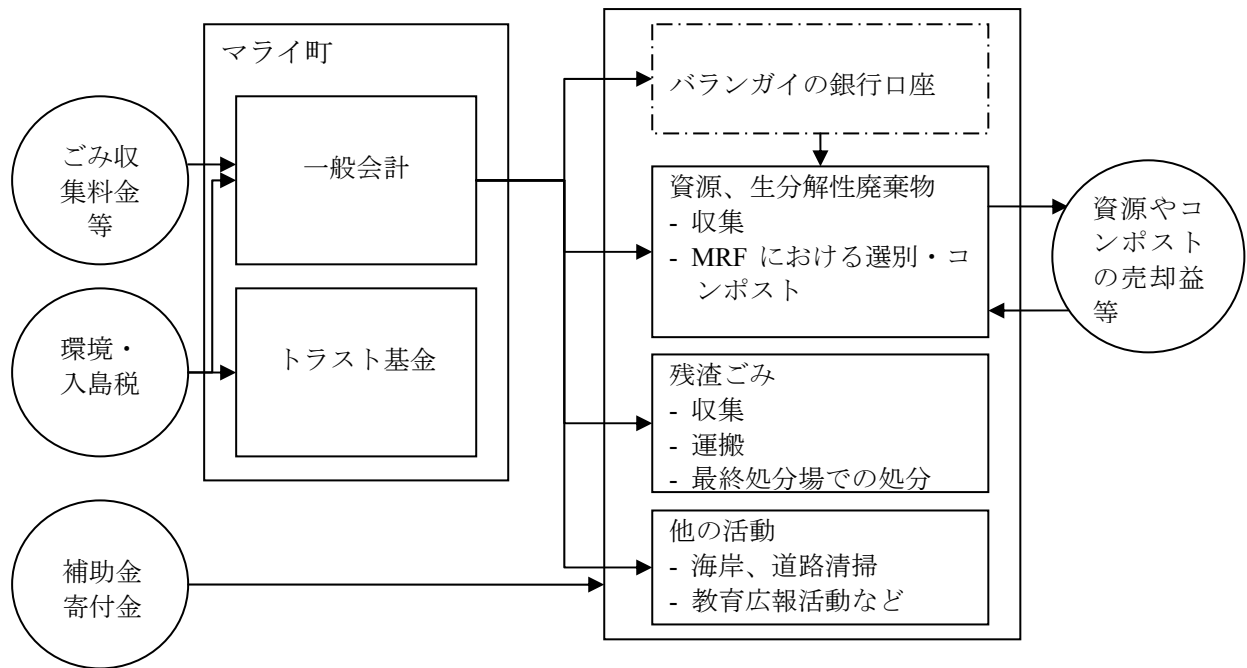 マライ町
ごみ収
集料金
等
一般会計
環境・
入島税
トラスト基金
補助金
寄付金
バランガイの銀行口座
資源、生分解性廃棄物
- 収集
- MRF における選別・コ
ンポスト
残渣ごみ
- 収集
- 運搬
- 最終処分場での処分
他の活動
- 海岸、道路清掃
- 教育広報活動など
資源やコ
ンポスト
の売却益
等